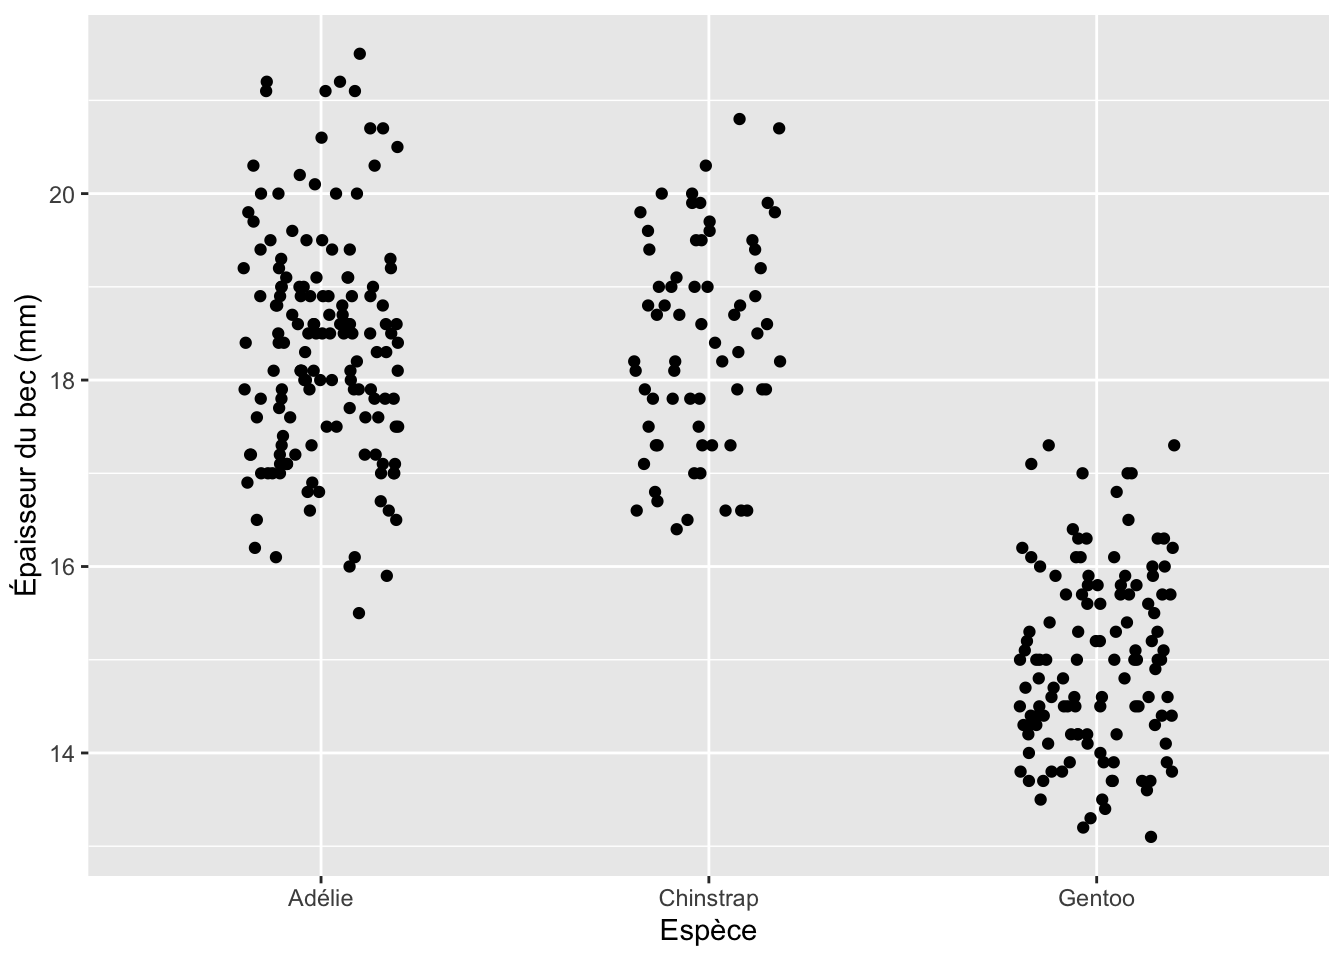 Épaisseur du bec (mm)
20
18
16
14
Adélie
Chinstrap
Gentoo
Espèce